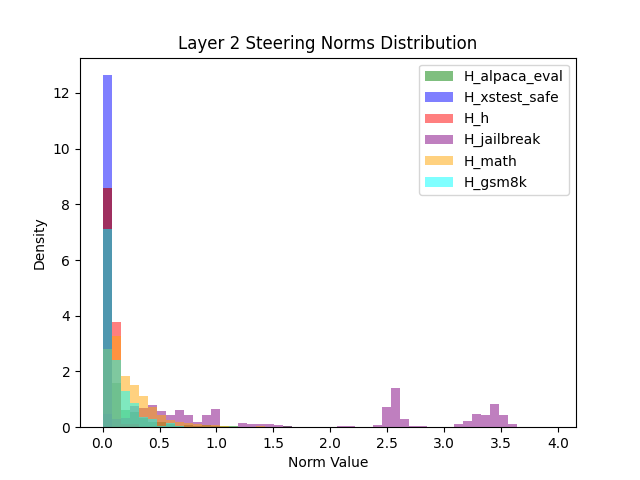 Layer 2 Steering Norms Distribution
H_alpaca_eval
H_xstest_safe
H_h
H_jailbreak
H_math
H_gsm8k
Density
12
10
8
6
4
2
0
0.0 0.5 1.0 1.5 2.0 2.5 3.0 3.5 4.0
Norm Value